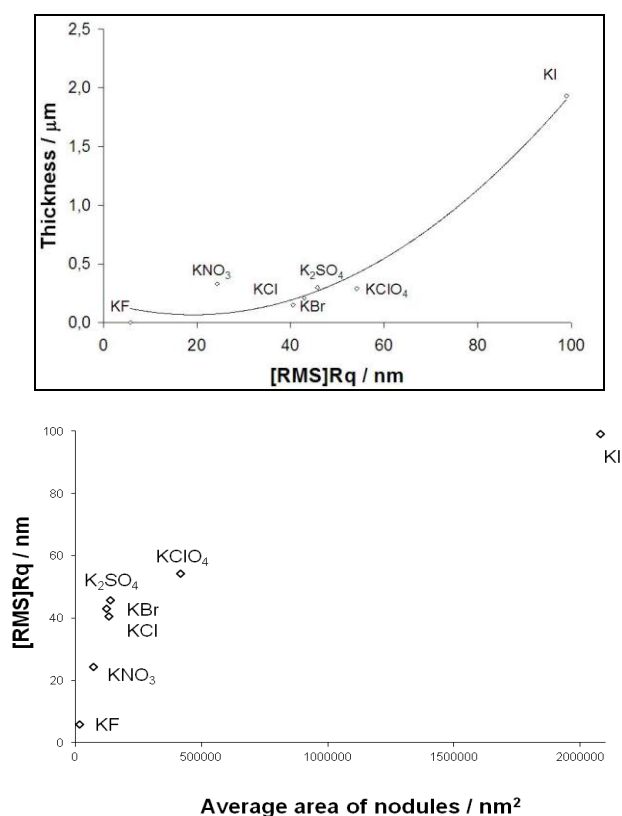 2,5
2,0
1,5
1,0
0,5
0,0
Thickness / μm
KI
KNO₃
K₂SO₄
KCl
KClO₄
KF
KBr
0 20 40 60 80 100
[RMS]Rq / nm
100
80
60
40
20
0
[RMS]Rq / nm
KI
KClO₄
K₂SO₄
KBr
KCl
KNO₃
KF
0 500000 1000000 1500000 2000000
Average area of nodules / nm²